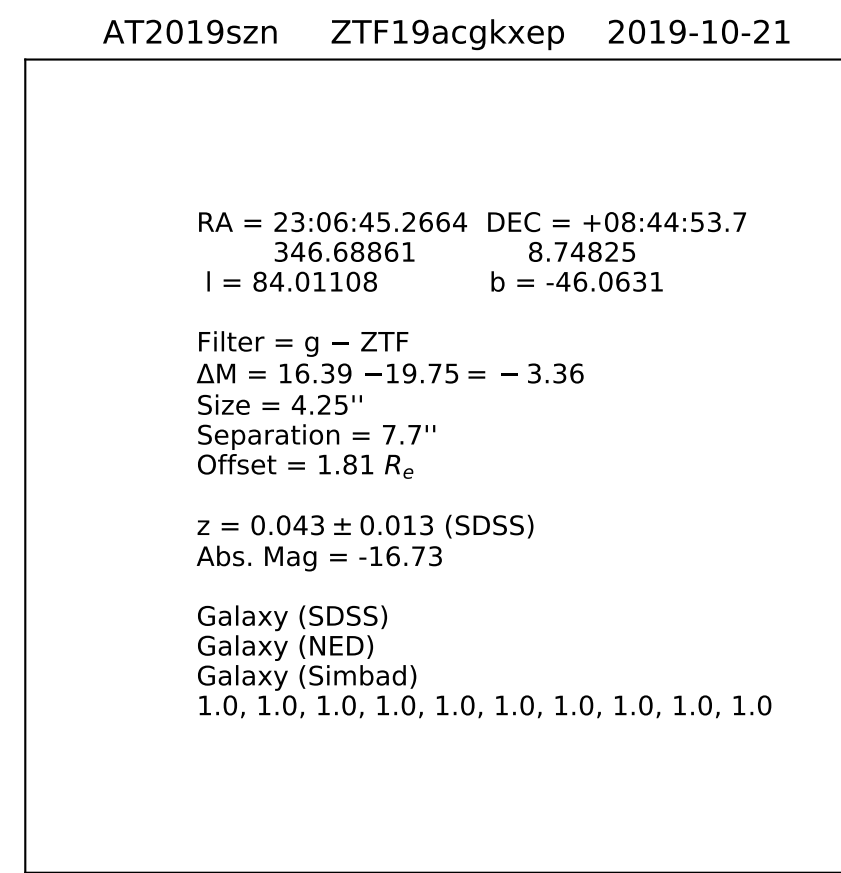 AT2019szn ZTF19acgkxep 2019-10-21
RA = 23:06:45.2664 DEC = +08:44:53.7
346.68861 8.74825
l = 84.01108 b = -46.0631
Filter = g − ZTF
ΔM = 16.39 −19.75 = − 3.36
Size = 4.25''
Separation = 7.7''
Offset = 1.81 Rₑ
z = 0.043 ± 0.013 (SDSS)
Abs. Mag = -16.73
Galaxy (SDSS)
Galaxy (NED)
Galaxy (Simbad)
1.0, 1.0, 1.0, 1.0, 1.0, 1.0, 1.0, 1.0, 1.0, 1.0